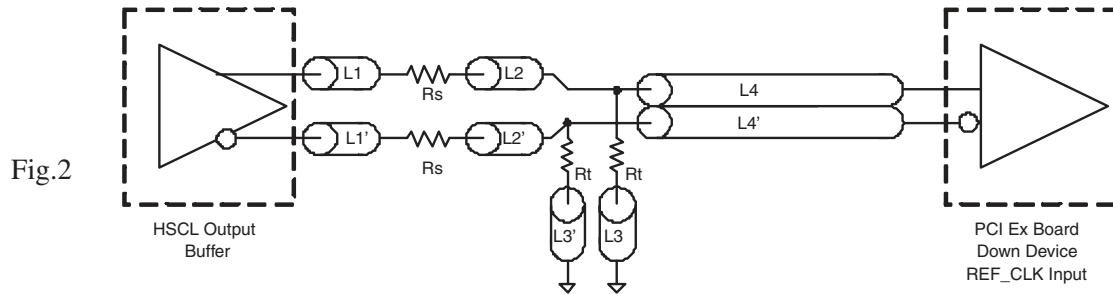 L1
L2
L4
Rs
L1'
L2'
L4'
Fig.2
Rs
Rt
Rt
L3'
L3
HSCL Output
Buffer
PCI Ex Board
Down Device
REF_CLK Input